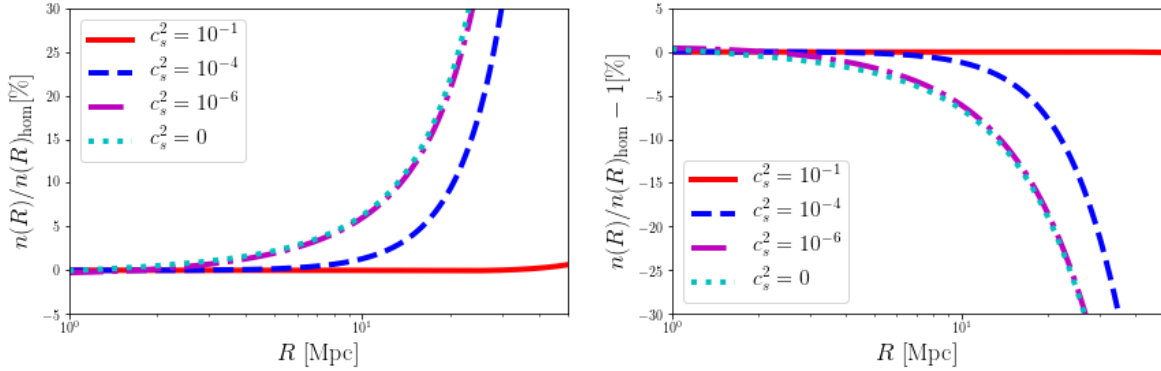 n(R)/n(R)_hom[%]
30
25
20
15
10
5
0
−5
c_s^2 = 10^{-1}
c_s^2 = 10^{-4}
c_s^2 = 10^{-6}
c_s^2 = 0
10^0
10^1
R [Mpc]
n(R)/n(R)_hom − 1[%]
5
0
−5
−10
−15
−20
−25
−30
c_s^2 = 10^{-1}
c_s^2 = 10^{-4}
c_s^2 = 10^{-6}
c_s^2 = 0
10^0
10^1
R [Mpc]